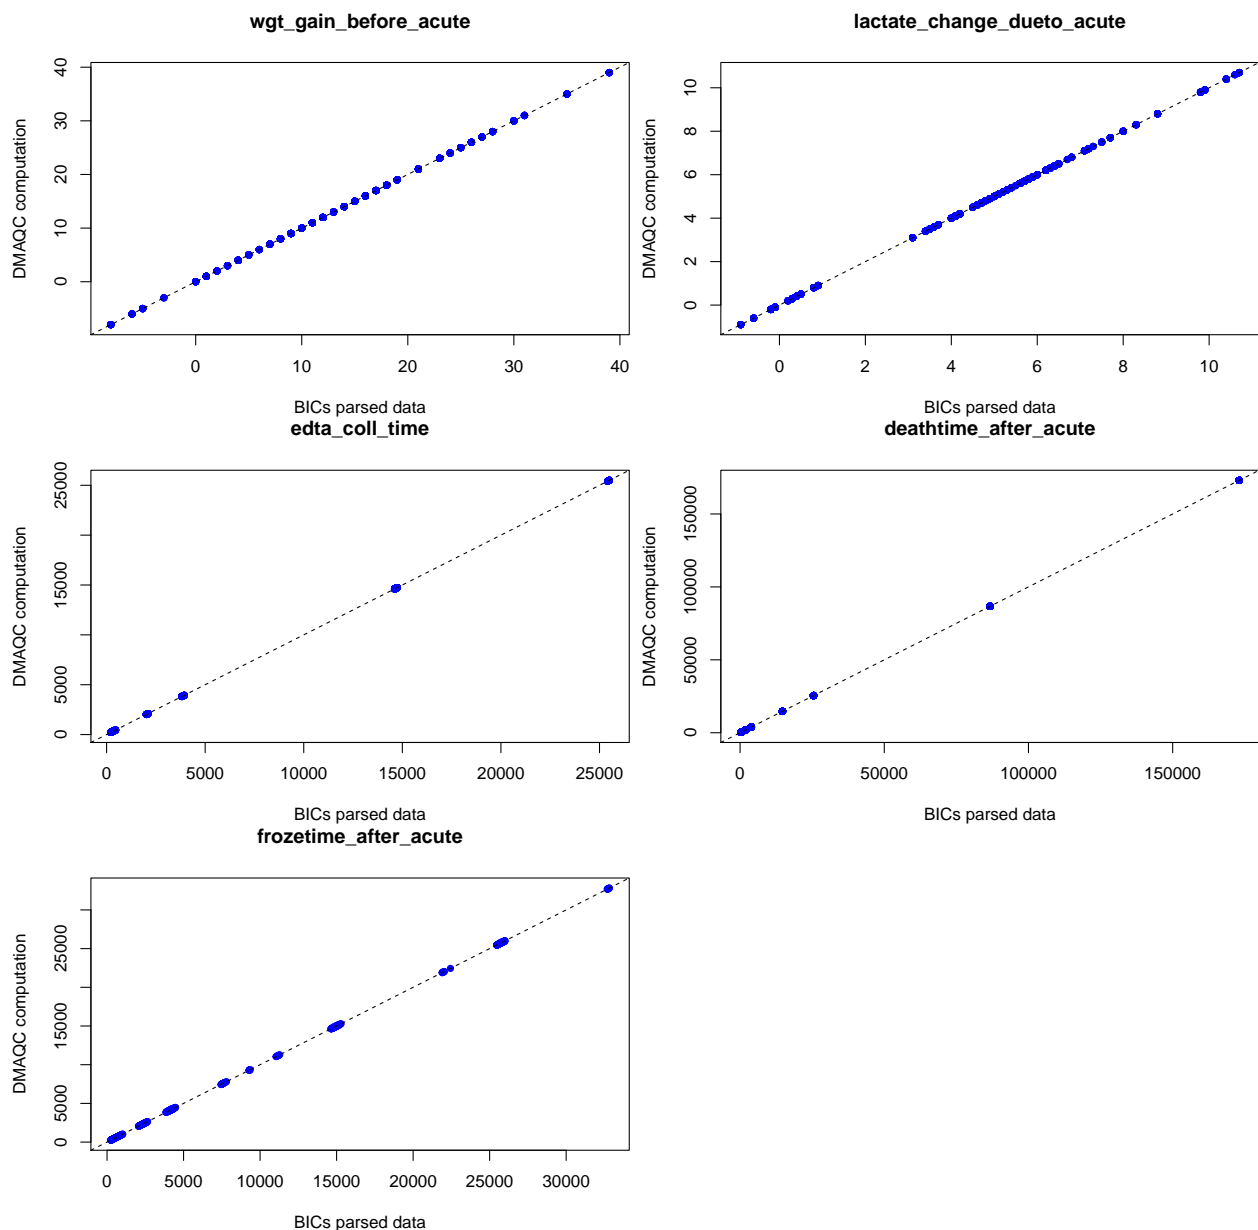 wgt_gain_before_acute
DMAQC computation
40
30
20
10
0
0 10 20 30 40
BICs parsed data
lactate_change_dueto_acute
DMAQC computation
10
8
6
4
2
0
0 2 4 6 8 10
BICs parsed data
edta_coll_time
DMAQC computation
25000
15000
5000
0
0 5000 10000 15000 20000 25000
BICs parsed data
deathtime_after_acute
DMAQC computation
150000
100000
50000
0
0 50000 100000 150000
BICs parsed data
frozetime_after_acute
DMAQC computation
25000
15000
5000
0
0 5000 10000 15000 20000 25000 30000
BICs parsed data